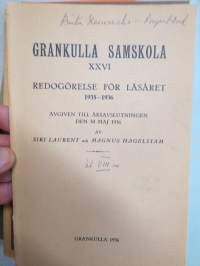 GRANKULLA SAMSKOLA
XXVI
REDOGÖRELSE FÖR LÄSÅRET
1935–1936
AVGIVEN TILL ÅRSAVSLUTNINGEN
DEN 30 MAJ 1936
AV
SIRI LAURENT och MAGNUS HAGELSTAM
GRANKULLA 1936